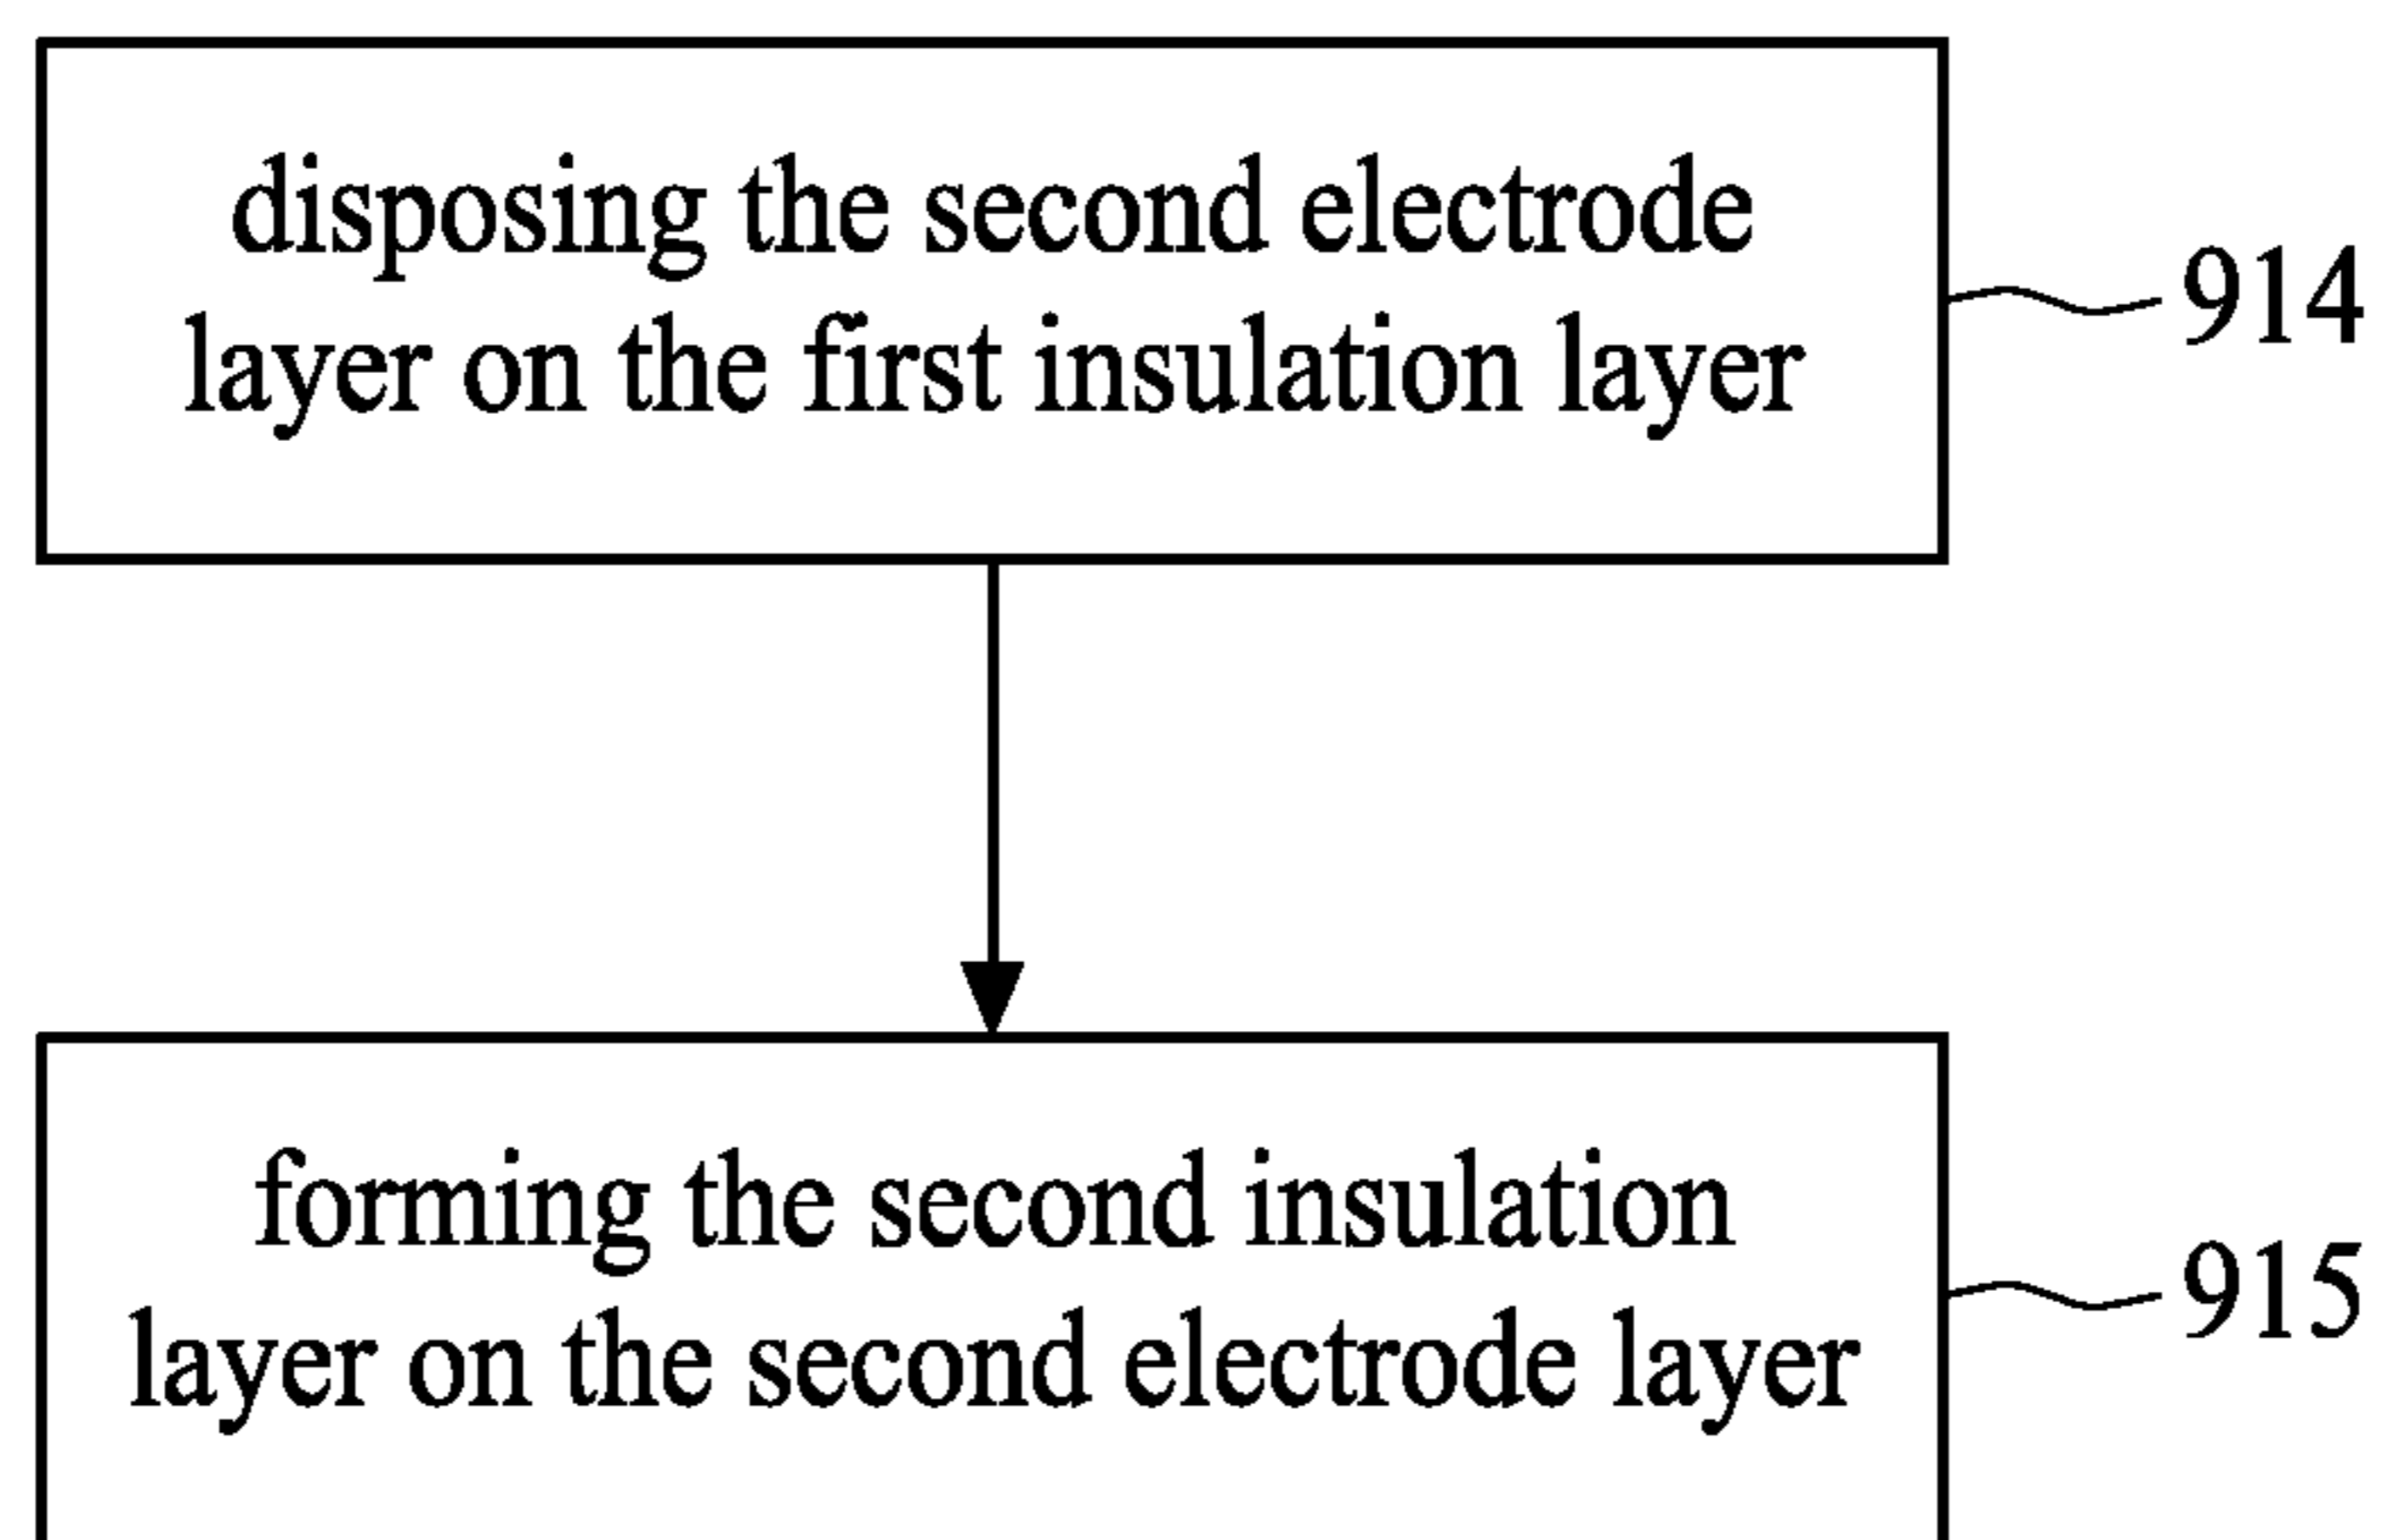 disposing the second electrode
layer on the first insulation layer
914
forming the second insulation
layer on the second electrode layer
915